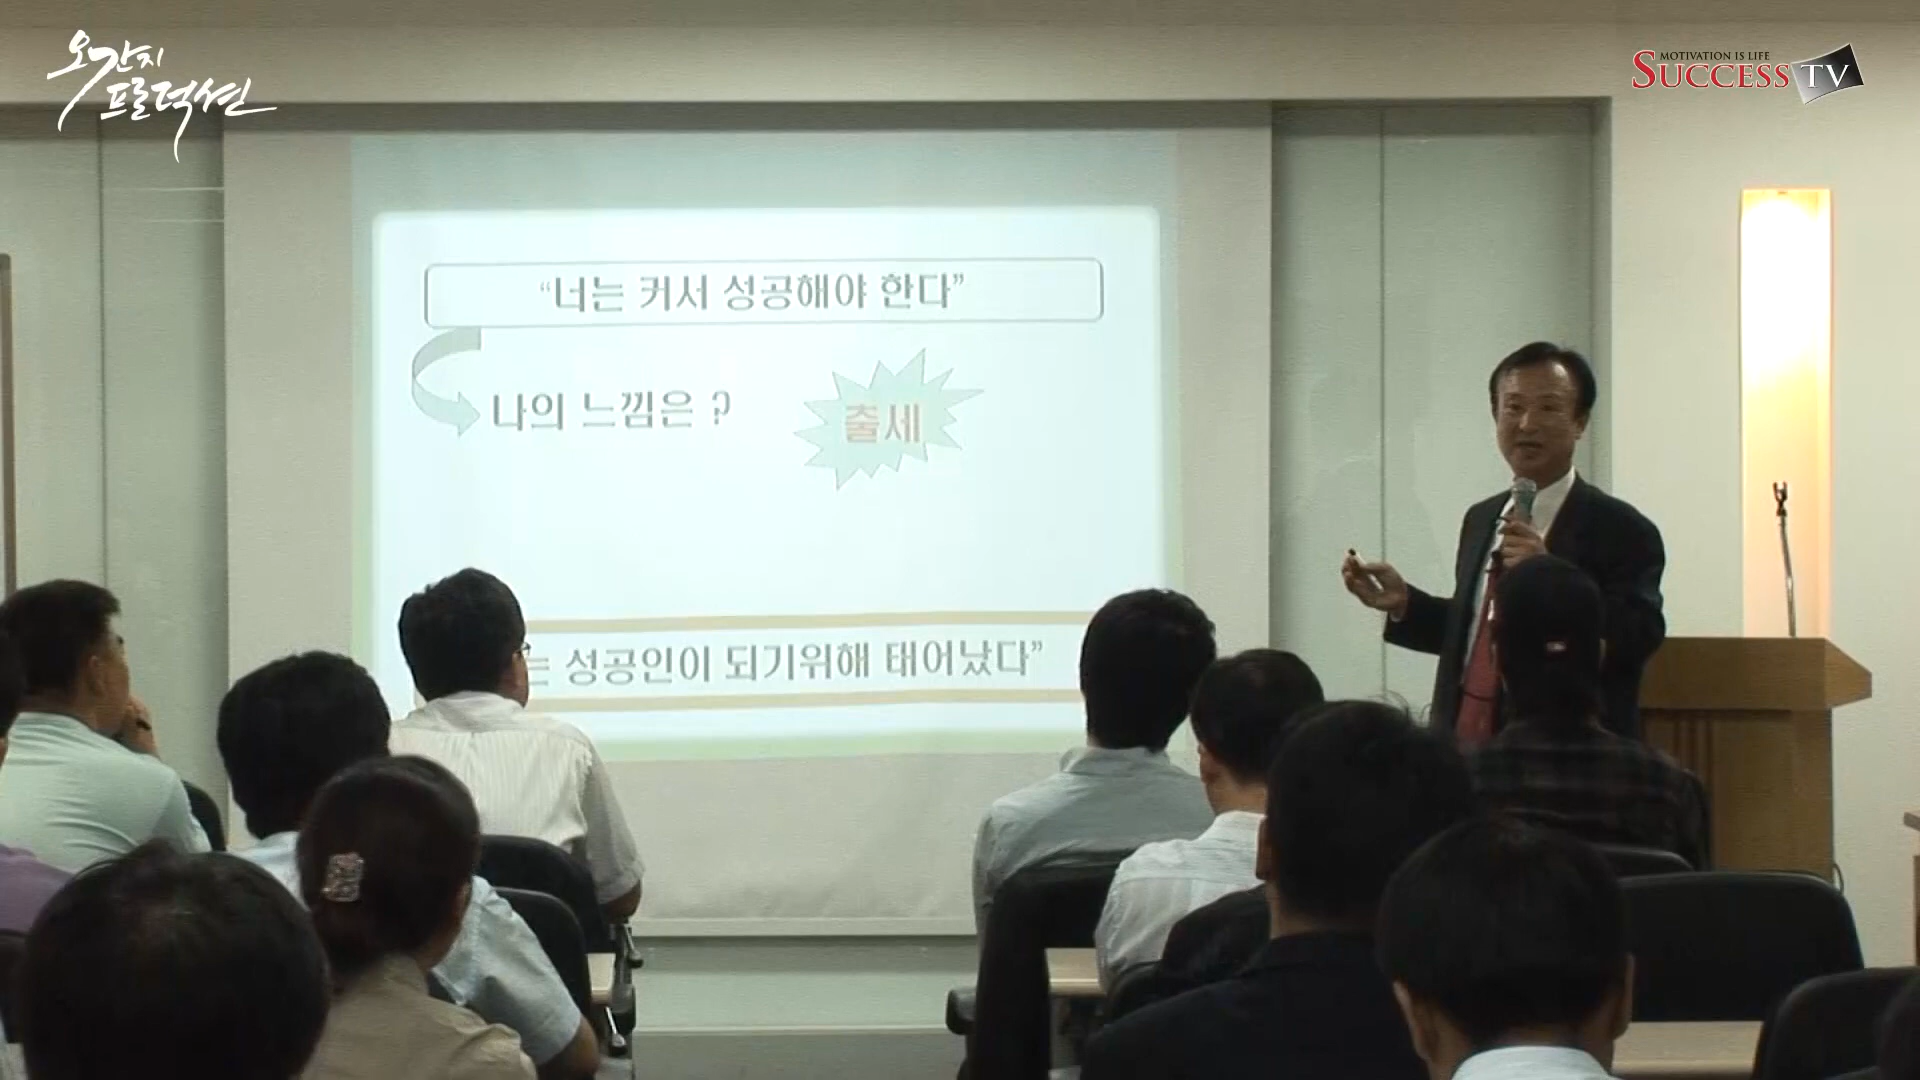 오간지
프로덕션
MOTIVATION IS LIFE
SUCCESS TV
“너는 커서 성공해야 한다”
나의 느낌은 ?
출세
는 성공인이 되기위해 태어났다”